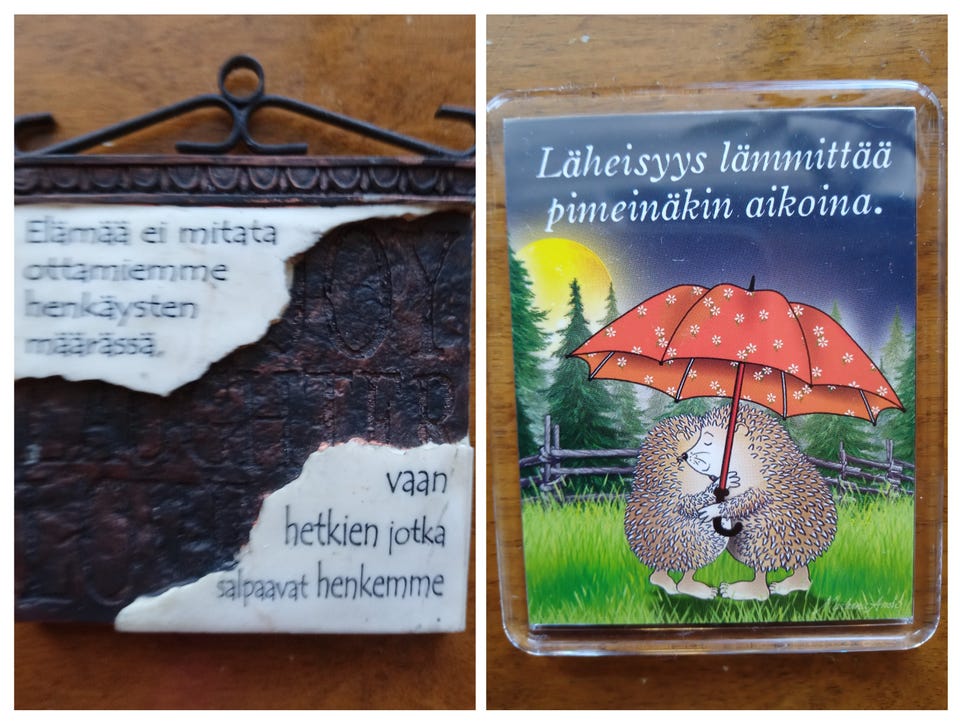 Elämää ei mitata
ottamiemme
henkäysten
määrässä,
vaan
hetkien jotka
salpaavat henkemme
Läheisyys lämmittää
pimeinäkin aikoina.